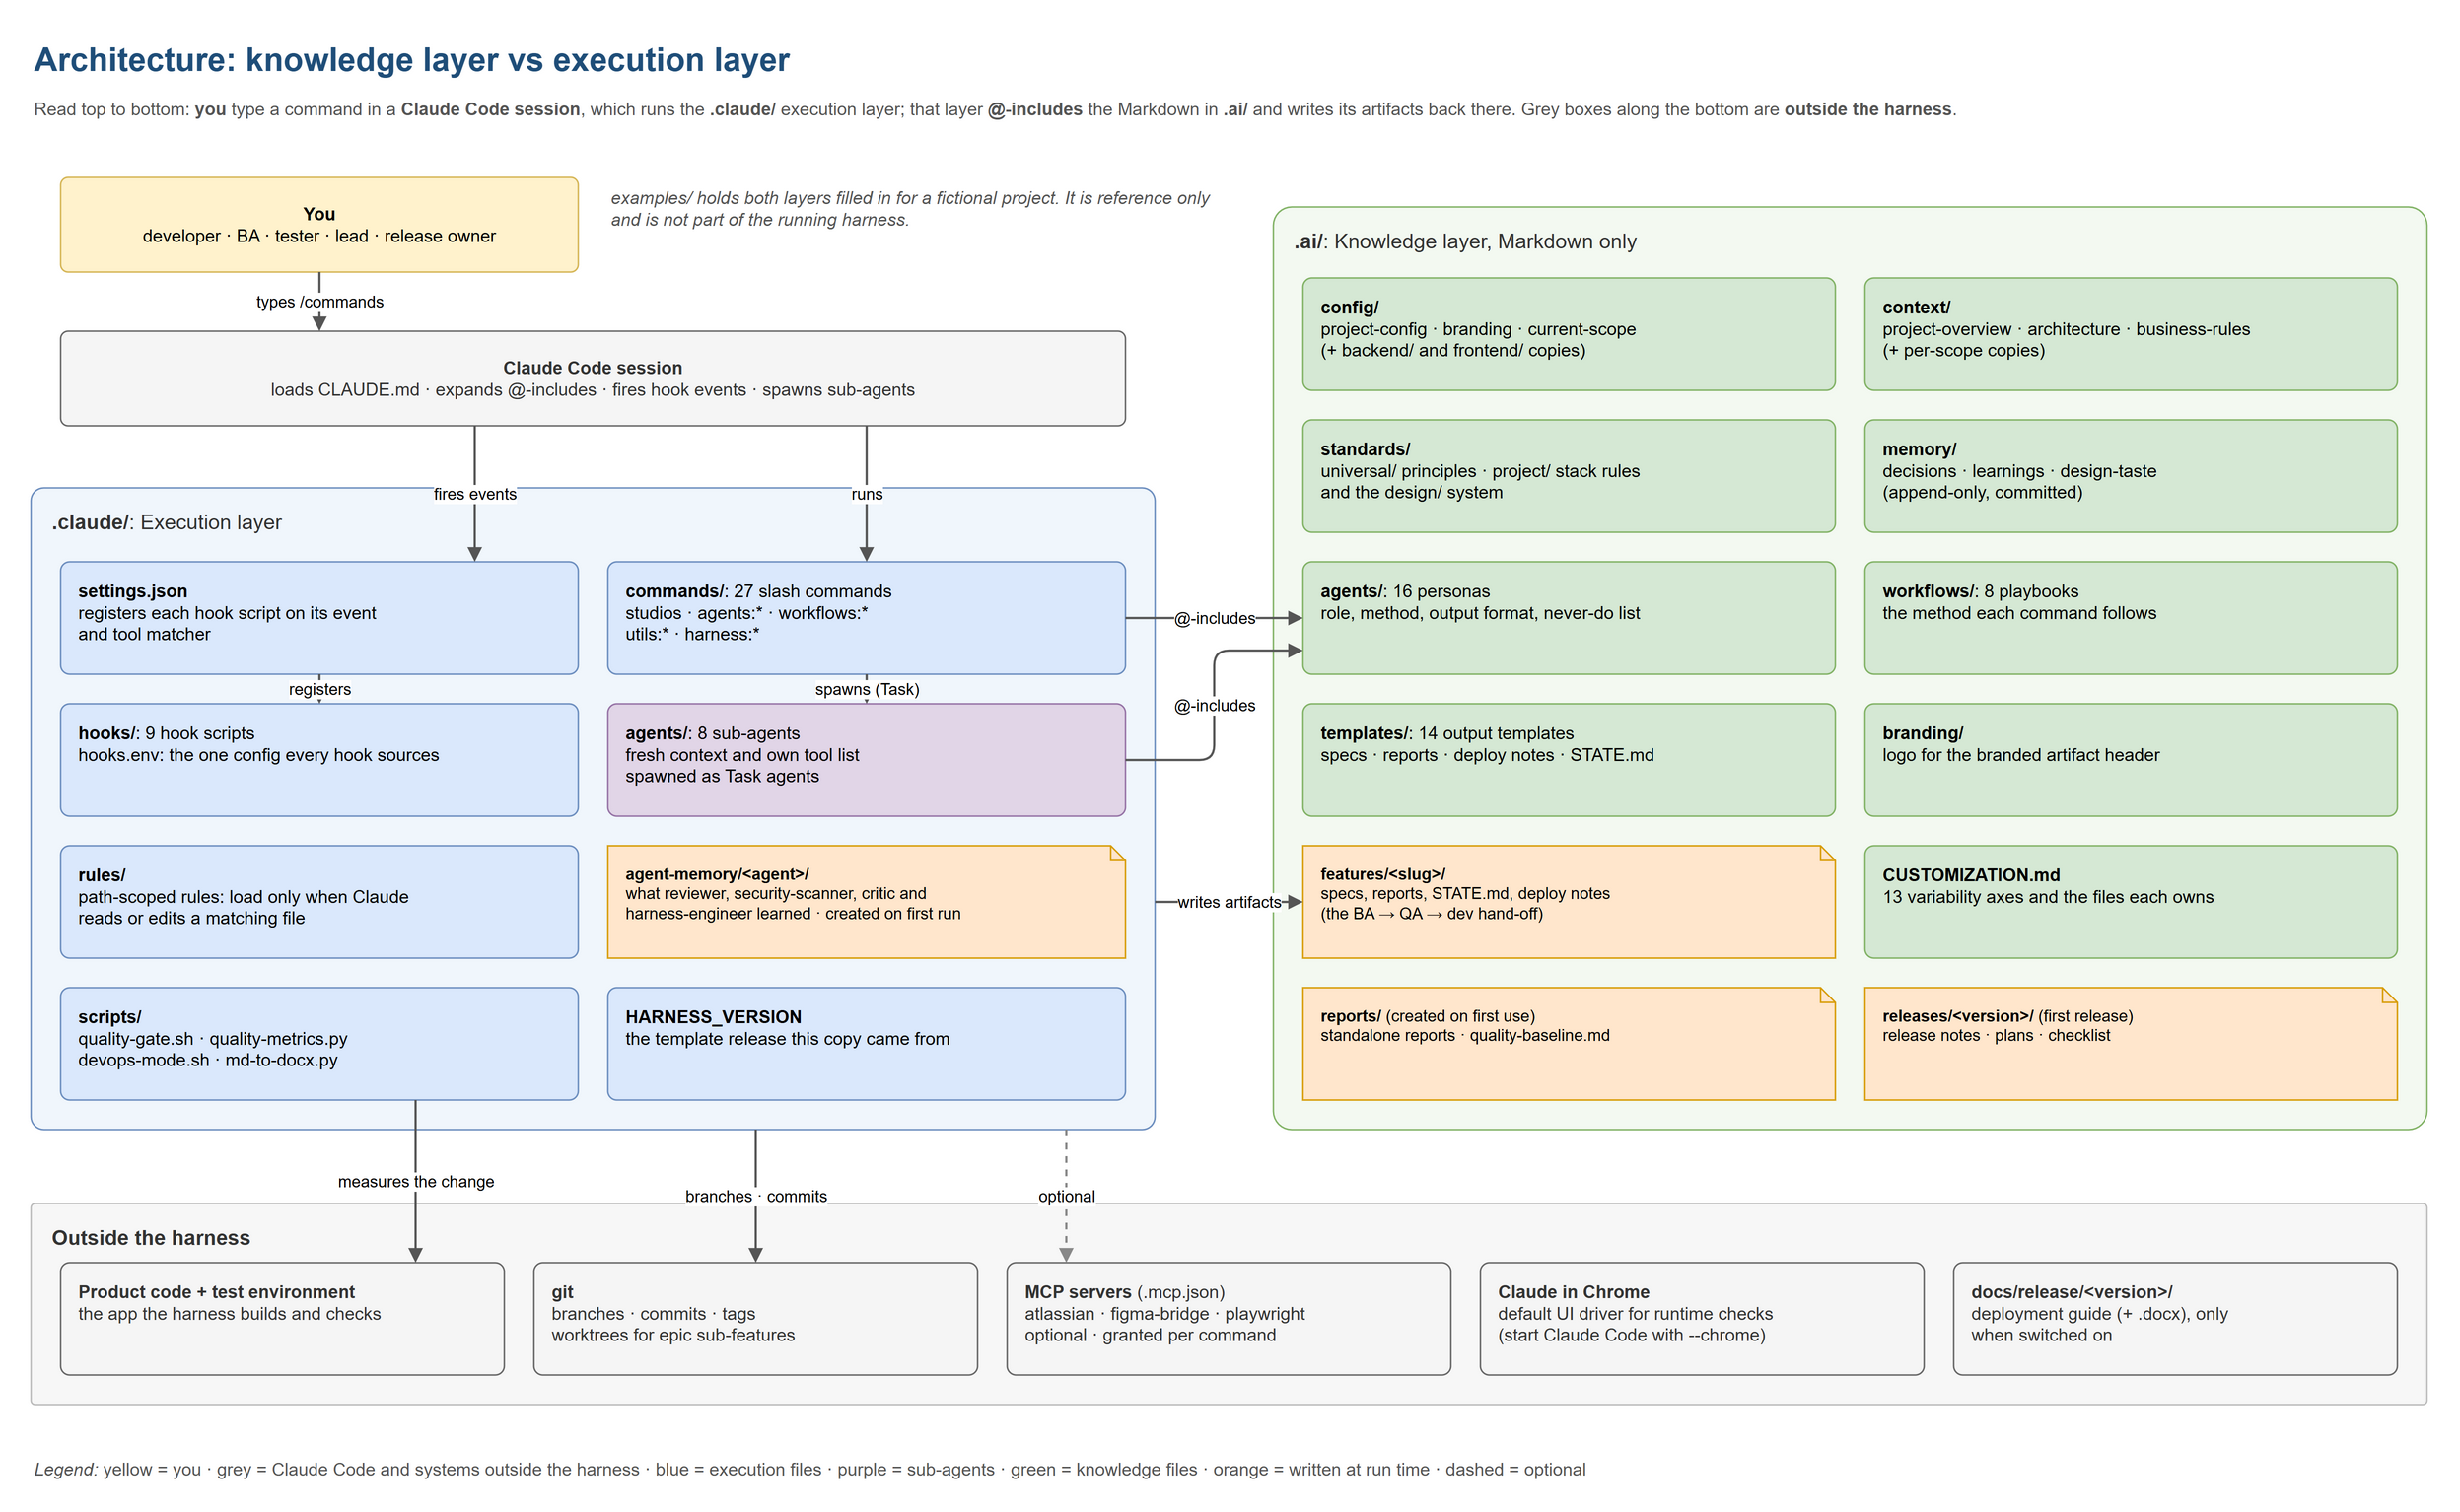 Architecture: knowledge layer vs execution layer
Read top to bottom: you type a command in a Claude Code session, which runs the .claude/ execution layer; that layer @-includes the Markdown in .ai/ and writes its artifacts back there. Grey boxes along the bottom are outside the harness.
You
developer · BA · tester · lead · release owner
examples/ holds both layers filled in for a fictional project. It is reference only
and is not part of the running harness.
types /commands
Claude Code session
loads CLAUDE.md · expands @-includes · fires hook events · spawns sub-agents
fires events
runs
.claude/: Execution layer
settings.json
registers each hook script on its event
and tool matcher
commands/: 27 slash commands
studios · agents:* · workflows:*
utils:* · harness:*
registers
spawns (Task)
hooks/: 9 hook scripts
hooks.env: the one config every hook sources
agents/: 8 sub-agents
fresh context and own tool list
spawned as Task agents
rules/
path-scoped rules: load only when Claude
reads or edits a matching file
agent-memory/<agent>/
what reviewer, security-scanner, critic and
harness-engineer learned · created on first run
scripts/
quality-gate.sh · quality-metrics.py
devops-mode.sh · md-to-docx.py
HARNESS_VERSION
the template release this copy came from
@-includes
@-includes
writes artifacts
.ai/: Knowledge layer, Markdown only
config/
project-config · branding · current-scope
(+ backend/ and frontend/ copies)
context/
project-overview · architecture · business-rules
(+ per-scope copies)
standards/
universal/ principles · project/ stack rules
and the design/ system
memory/
decisions · learnings · design-taste
(append-only, committed)
agents/: 16 personas
role, method, output format, never-do list
workflows/: 8 playbooks
the method each command follows
templates/: 14 output templates
specs · reports · deploy notes · STATE.md
branding/
logo for the branded artifact header
features/<slug>/
specs, reports, STATE.md, deploy notes
(the BA → QA → dev hand-off)
CUSTOMIZATION.md
13 variability axes and the files each owns
reports/ (created on first use)
standalone reports · quality-baseline.md
releases/<version>/ (first release)
release notes · plans · checklist
measures the change
branches · commits
optional
Outside the harness
Product code + test environment
the app the harness builds and checks
git
branches · commits · tags
worktrees for epic sub-features
MCP servers (.mcp.json)
atlassian · figma-bridge · playwright
optional · granted per command
Claude in Chrome
default UI driver for runtime checks
(start Claude Code with --chrome)
docs/release/<version>/
deployment guide (+ .docx), only
when switched on
Legend: yellow = you · grey = Claude Code and systems outside the harness · blue = execution files · purple = sub-agents · green = knowledge files · orange = written at run time · dashed = optional